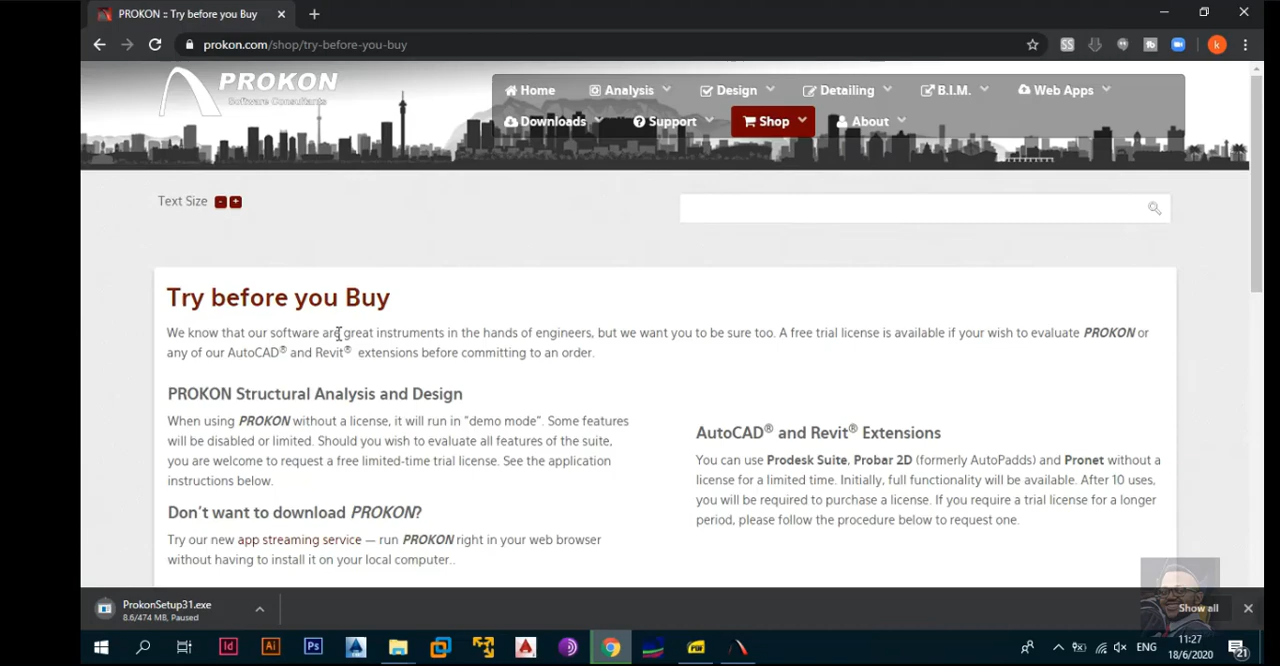 PROKON :: Try before you Buy
prokon.com/shop/try-before-you-buy
SS
k
PROKON
Software Consultants
Home Analysis Design Detailing B.I.M. Web Apps
Downloads Support Shop About
Text Size - +
Try before you Buy
We know that our software are great instruments in the hands of engineers, but we want you to be sure too. A free trial license is available if your wish to evaluate PROKON or
any of our AutoCAD® and Revit® extensions before committing to an order.
PROKON Structural Analysis and Design
When using PROKON without a license, it will run in "demo mode". Some features
will be disabled or limited. Should you wish to evaluate all features of the suite,
you are welcome to request a free limited-time trial license. See the application
instructions below.
Don't want to download PROKON?
Try our new app streaming service — run PROKON right in your web browser
without having to install it on your local computer..
AutoCAD® and Revit® Extensions
You can use Prodesk Suite, Probar 2D (formerly AutoPadds) and Pronet without a
license for a limited time. Initially, full functionality will be available. After 10 uses,
you will be required to purchase a license. If you require a trial license for a longer
period, please follow the procedure below to request one.
ProkonSetup31.exe
8.6/474 MB, Paused
Show all
Id Ai Ps
ENG
11:27
18/6/2020
21